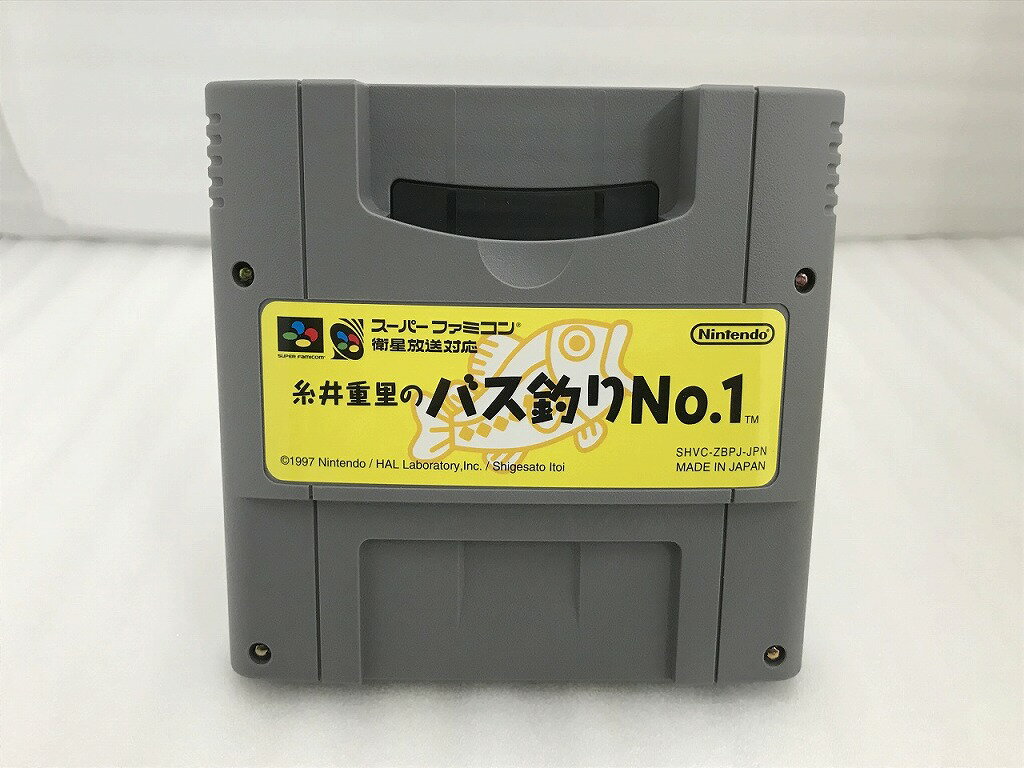 SUPER FAMICOM
スーパーファミコン®
衛星放送対応
Nintendo®
糸井重里のバス釣りNo.1™
SHVC-ZBPJ-JPN
©1997 Nintendo / HAL Laboratory,Inc. / Shigesato Itoi
MADE IN JAPAN